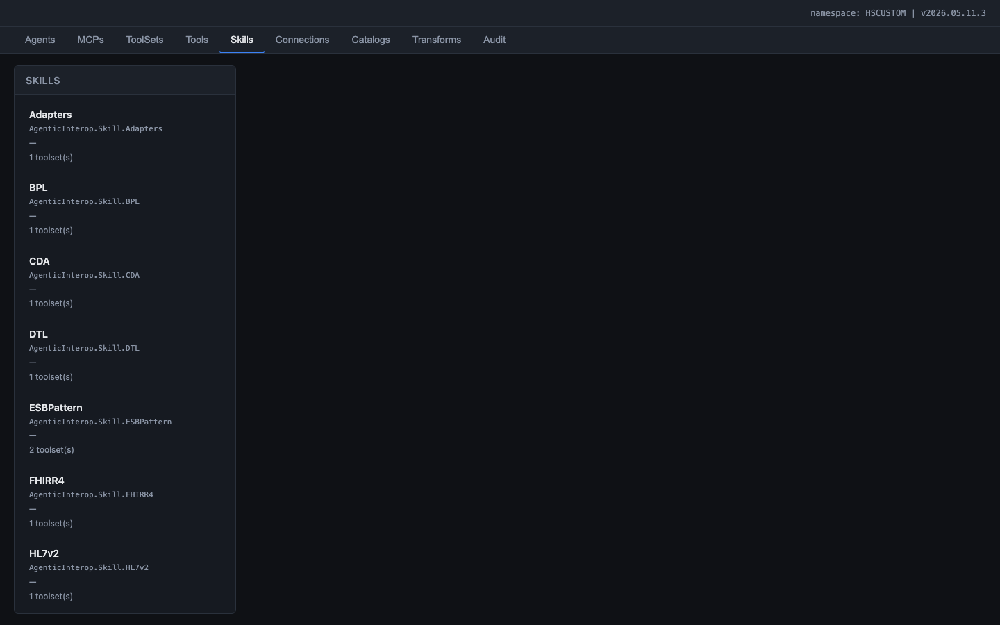 namespace: HSCUSTOM | v2026.05.11.3
Agents MCPs ToolSets Tools Skills Connections Catalogs Transforms Audit
SKILLS
Adapters
AgenticInterop.Skill.Adapters
—
1 toolset(s)
BPL
AgenticInterop.Skill.BPL
—
1 toolset(s)
CDA
AgenticInterop.Skill.CDA
—
1 toolset(s)
DTL
AgenticInterop.Skill.DTL
—
1 toolset(s)
ESBPattern
AgenticInterop.Skill.ESBPattern
—
2 toolset(s)
FHIRR4
AgenticInterop.Skill.FHIRR4
—
1 toolset(s)
HL7v2
AgenticInterop.Skill.HL7v2
—
1 toolset(s)